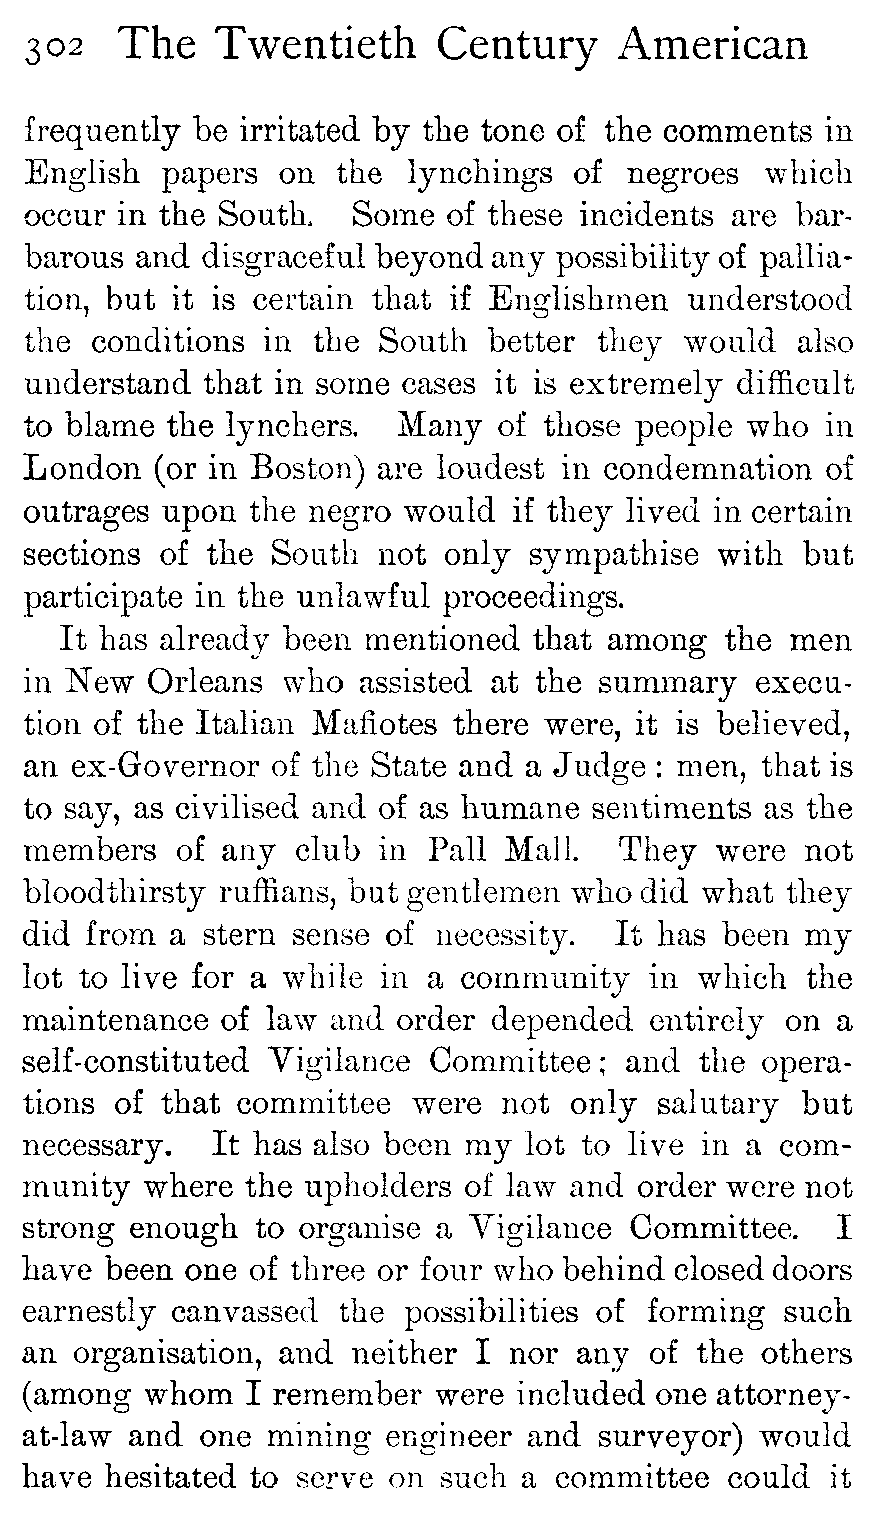 302 The Twentieth Century American
frequently be irritated by the tone of the comments in
English papers on the lynchings of negroes which
occur in the South. Some of these incidents are bar-
barous and disgraceful beyond any possibility of pallia-
tion, but it is certain that if Englishmen understood
the conditions in the South better they would also
understand that in some cases it is extremely difficult
to blame the lynchers. Many of those people who in
London (or in Boston) are loudest in condemnation of
outrages upon the negro would if they lived in certain
sections of the South not only sympathise with but
participate in the unlawful proceedings.
It has already been mentioned that among the men
in New Orleans who assisted at the summary execu-
tion of the Italian Mafiotes there were, it is believed,
an ex-Governor of the State and a Judge : men, that is
to say, as civilised and of as humane sentiments as the
members of any club in Pall Mall. They were not
bloodthirsty ruffians, but gentlemen who did what they
did from a stern sense of necessity. It has been my
lot to live for a while in a community in which the
maintenance of law and order depended entirely on a
self-constituted Vigilance Committee ; and the opera-
tions of that committee were not only salutary but
necessary. It has also been my lot to live in a com-
munity where the upholders of law and order were not
strong enough to organise a Vigilance Committee. I
have been one of three or four who behind closed doors
earnestly canvassed the possibilities of forming such
an organisation, and neither I nor any of the others
(among whom I remember were included one attorney-
at-law and one mining engineer and surveyor) would
have hesitated to serve on such a committee could it